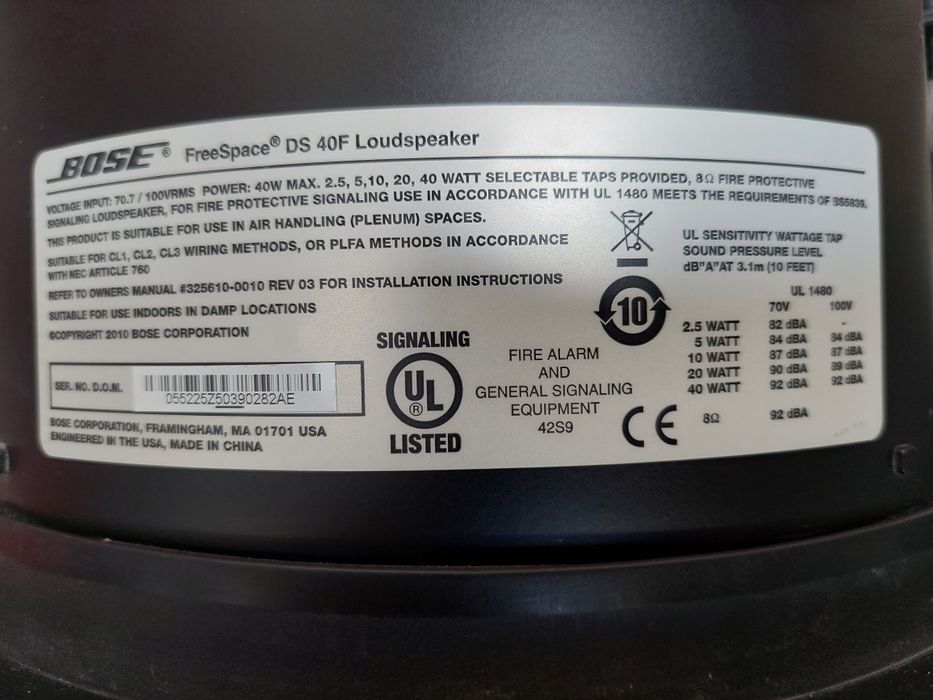 BOSE® FreeSpace® DS 40F Loudspeaker
VOLTAGE INPUT: 70.7 / 100VRMS POWER: 40W MAX. 2.5, 5,10, 20, 40 WATT SELECTABLE TAPS PROVIDED, 8Ω FIRE PROTECTIVE
SIGNALING LOUDSPEAKER, FOR FIRE PROTECTIVE SIGNALING USE IN ACCORDANCE WITH UL 1480 MEETS THE REQUIREMENTS OF BS5839.
THIS PRODUCT IS SUITABLE FOR USE IN AIR HANDLING (PLENUM) SPACES.
SUITABLE FOR CL1, CL2, CL3 WIRING METHODS, OR PLFA METHODS IN ACCORDANCE
WITH NEC ARTICLE 760
REFER TO OWNERS MANUAL #325610-0010 REV 03 FOR INSTALLATION INSTRUCTIONS
SUITABLE FOR USE INDOORS IN DAMP LOCATIONS
©COPYRIGHT 2010 BOSE CORPORATION
SER. NO. D.O.M.
055225Z50390282AE
BOSE CORPORATION, FRAMINGHAM, MA 01701 USA
ENGINEERED IN THE USA, MADE IN CHINA
SIGNALING
UL®
LISTED
FIRE ALARM
AND
GENERAL SIGNALING
EQUIPMENT
42S9
10
CE
UL SENSITIVITY WATTAGE TAP
SOUND PRESSURE LEVEL
dB"A"AT 3.1m (10 FEET)
UL 1480
70V 100V
2.5 WATT 82 dBA -
5 WATT 84 dBA 84 dBA
10 WATT 87 dBA 87 dBA
20 WATT 90 dBA 89 dBA
40 WATT 92 dBA 92 dBA
8Ω 92 dBA